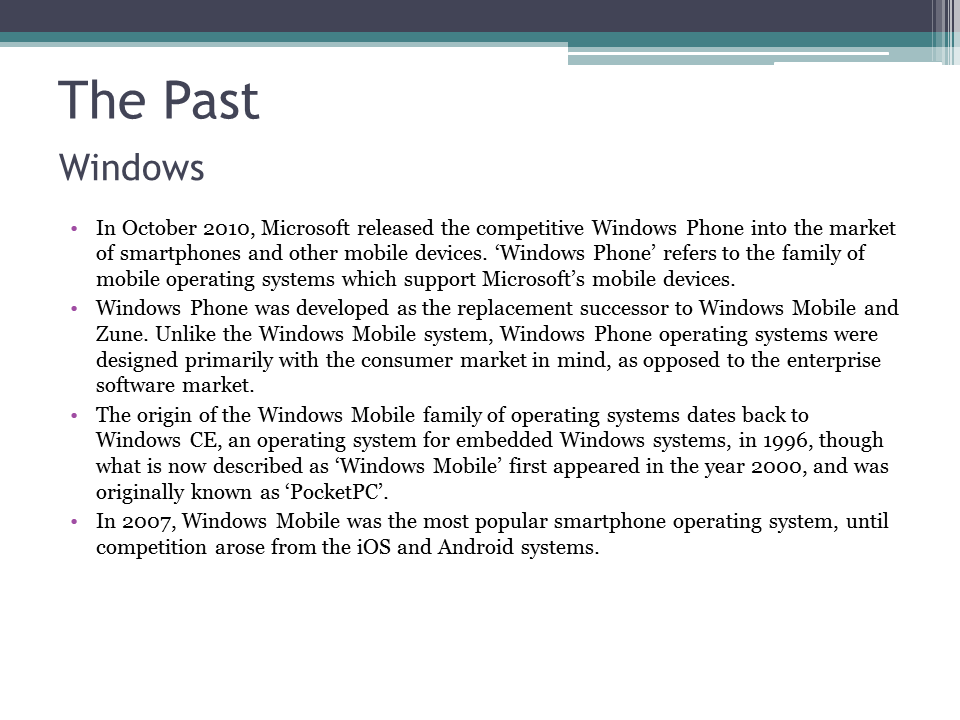 The Past
Windows
• In October 2010, Microsoft released the competitive Windows Phone into the market
of smartphones and other mobile devices. ‘Windows Phone’ refers to the family of
mobile operating systems which support Microsoft’s mobile devices.
• Windows Phone was developed as the replacement successor to Windows Mobile and
Zune. Unlike the Windows Mobile system, Windows Phone operating systems were
designed primarily with the consumer market in mind, as opposed to the enterprise
software market.
• The origin of the Windows Mobile family of operating systems dates back to
Windows CE, an operating system for embedded Windows systems, in 1996, though
what is now described as ‘Windows Mobile’ first appeared in the year 2000, and was
originally known as ‘PocketPC’.
• In 2007, Windows Mobile was the most popular smartphone operating system, until
competition arose from the iOS and Android systems.